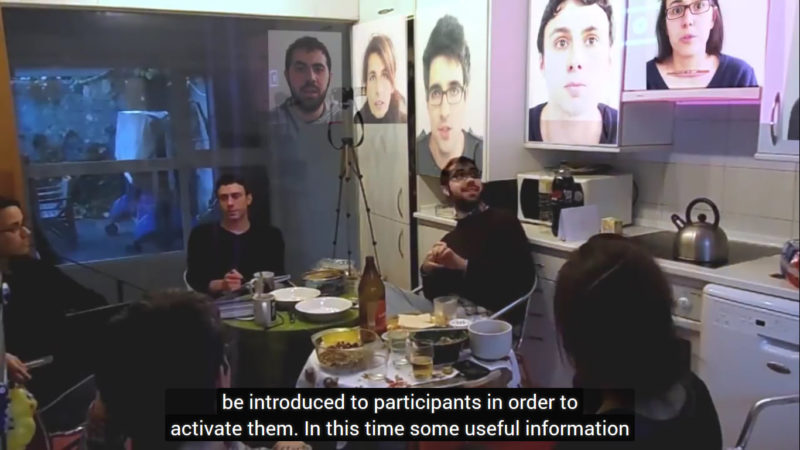 be introduced to participants in order to
activate them. In this time some useful information